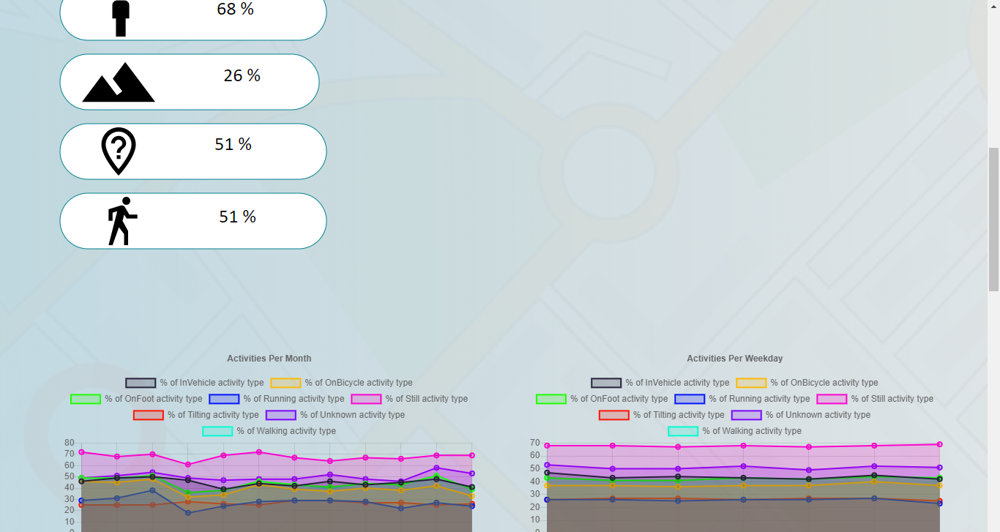 68 %
26 %
?
51 %
51 %
Activities Per Month
% of InVehicle activity type % of OnBicycle activity type
% of OnFoot activity type % of Running activity type % of Still activity type
% of Tilting activity type % of Unknown activity type
% of Walking activity type
80
70
60
50
40
30
20
10
0
Activities Per Weekday
% of InVehicle activity type % of OnBicycle activity type
% of OnFoot activity type % of Running activity type % of Still activity type
% of Tilting activity type % of Unknown activity type
% of Walking activity type
70
60
50
40
30
20
10
0